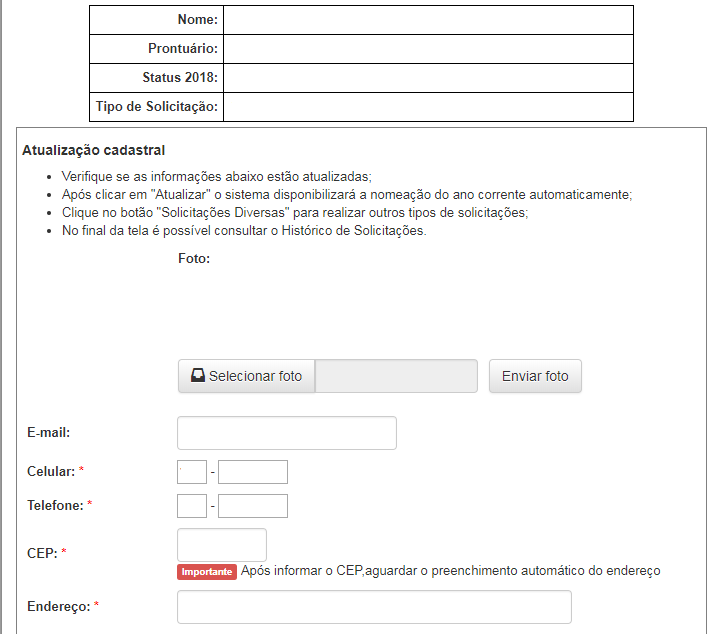 Nome:
Prontuário:
Status 2018:
Tipo de Solicitação:
Atualização cadastral
• Verifique se as informações abaixo estão atualizadas;
• Após clicar em "Atualizar" o sistema disponibilizará a nomeação do ano corrente automaticamente;
• Clique no botão "Solicitações Diversas" para realizar outros tipos de solicitações;
• No final da tela é possível consultar o Histórico de Solicitações.
Foto:
Selecionar foto Enviar foto
E-mail:
Celular: * -
Telefone: * -
CEP: *
Importante Após informar o CEP,aguardar o preenchimento automático do endereço
Endereço: *